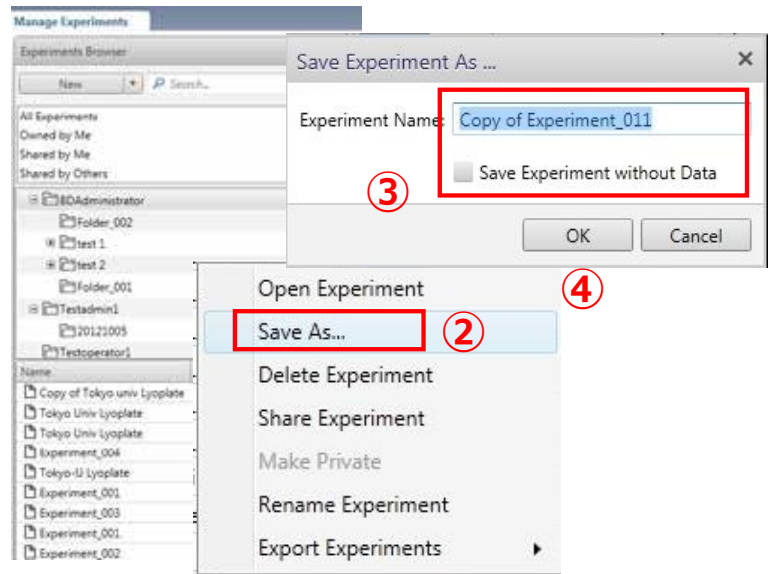 Manage Experiments
Experiments Browser
New
Search..
All Experiments
Owned by Me
Shared by Me
Shared by Others
BDAdministrator
Folder_002
test 1
test 2
Folder_001
Testadmin1
20121005
Testoperator1
Name
Copy of Tokyo univ Lyoplate
Tokyo Univ Lyoplate
Tokyo Univ Lyoplate
Experiment_004
Tokyo-U Lyoplate
Experiment_001
Experiment_003
Experiment_001
Experiment_002
Open Experiment
Save As... ②
Delete Experiment
Share Experiment
Make Private
Rename Experiment
Export Experiments
Save Experiment As ...
Experiment Name: Copy of Experiment_011
③ Save Experiment without Data
OK Cancel
④